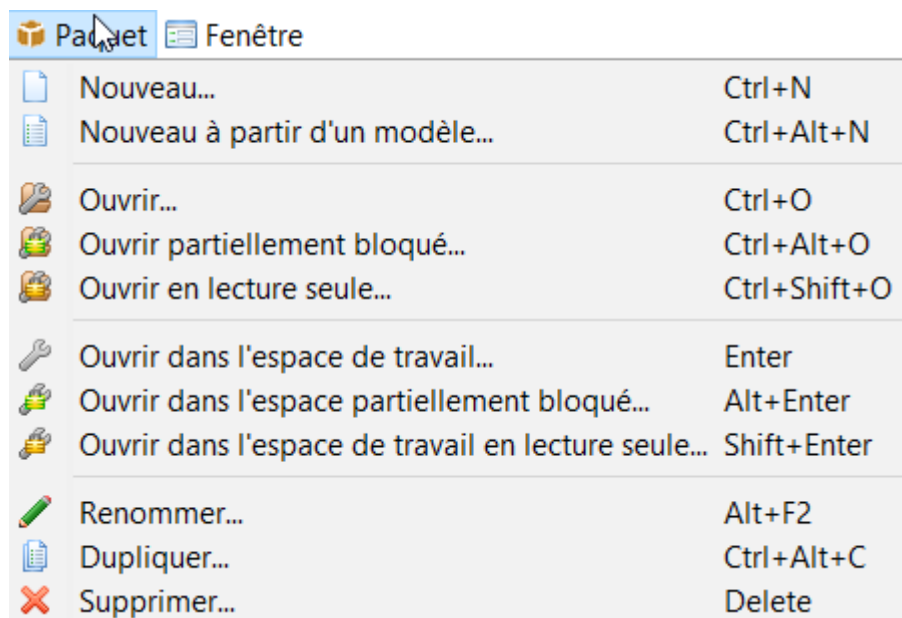 Paquet Fenêtre
Nouveau... Ctrl+N
Nouveau à partir d'un modèle... Ctrl+Alt+N
Ouvrir... Ctrl+O
Ouvrir partiellement bloqué... Ctrl+Alt+O
Ouvrir en lecture seule... Ctrl+Shift+O
Ouvrir dans l'espace de travail... Enter
Ouvrir dans l'espace partiellement bloqué... Alt+Enter
Ouvrir dans l'espace de travail en lecture seule... Shift+Enter
Renommer... Alt+F2
Dupliquer... Ctrl+Alt+C
Supprimer... Delete